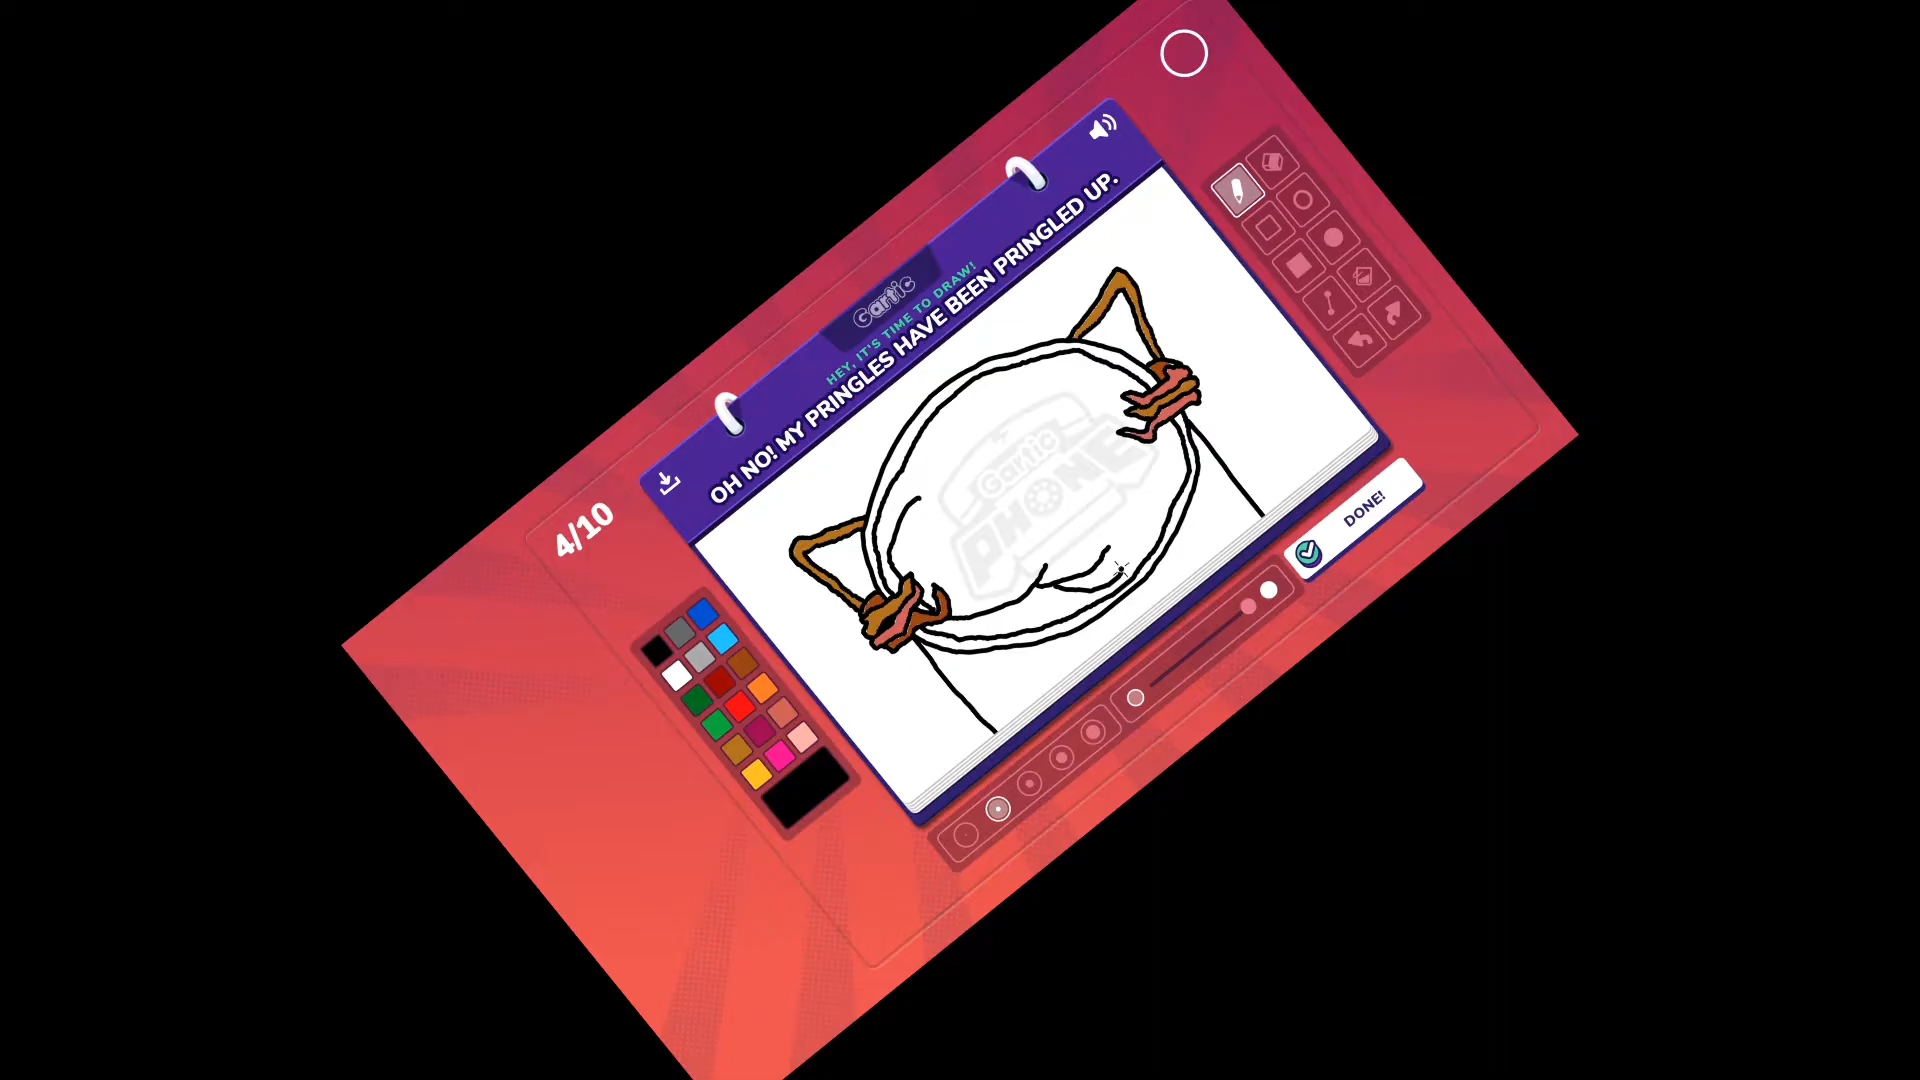 4/10
Gartic
HEY, IT'S TIME TO DRAW!
OH NO! MY PRINGLES HAVE BEEN PRINGLED UP.
Gartic
PHONE
DONE!